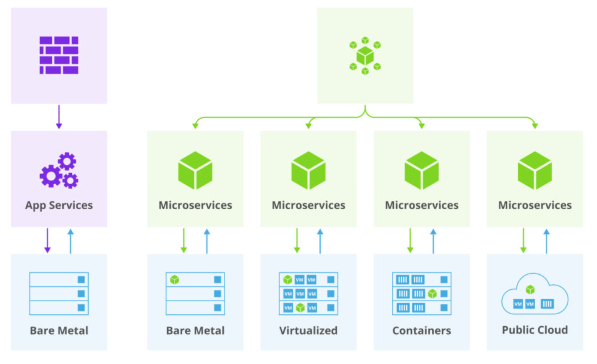 App Services
Microservices
Microservices
Microservices
Microservices
VM VM
VM VM VM
VM VM
VM VM
Bare Metal
Bare Metal
Virtualized
Containers
Public Cloud